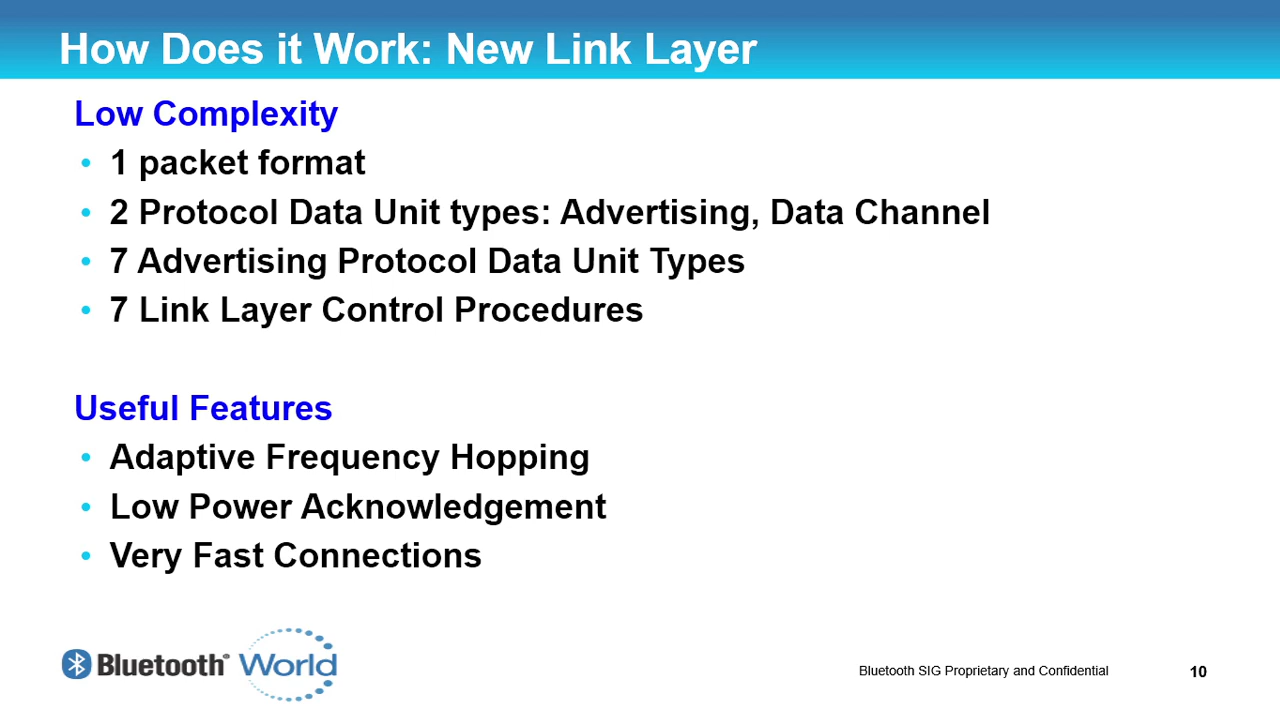 How Does it Work: New Link Layer
Low Complexity
• 1 packet format
• 2 Protocol Data Unit types: Advertising, Data Channel
• 7 Advertising Protocol Data Unit Types
• 7 Link Layer Control Procedures
Useful Features
• Adaptive Frequency Hopping
• Low Power Acknowledgement
• Very Fast Connections
Bluetooth® World
Bluetooth SIG Proprietary and Confidential
10